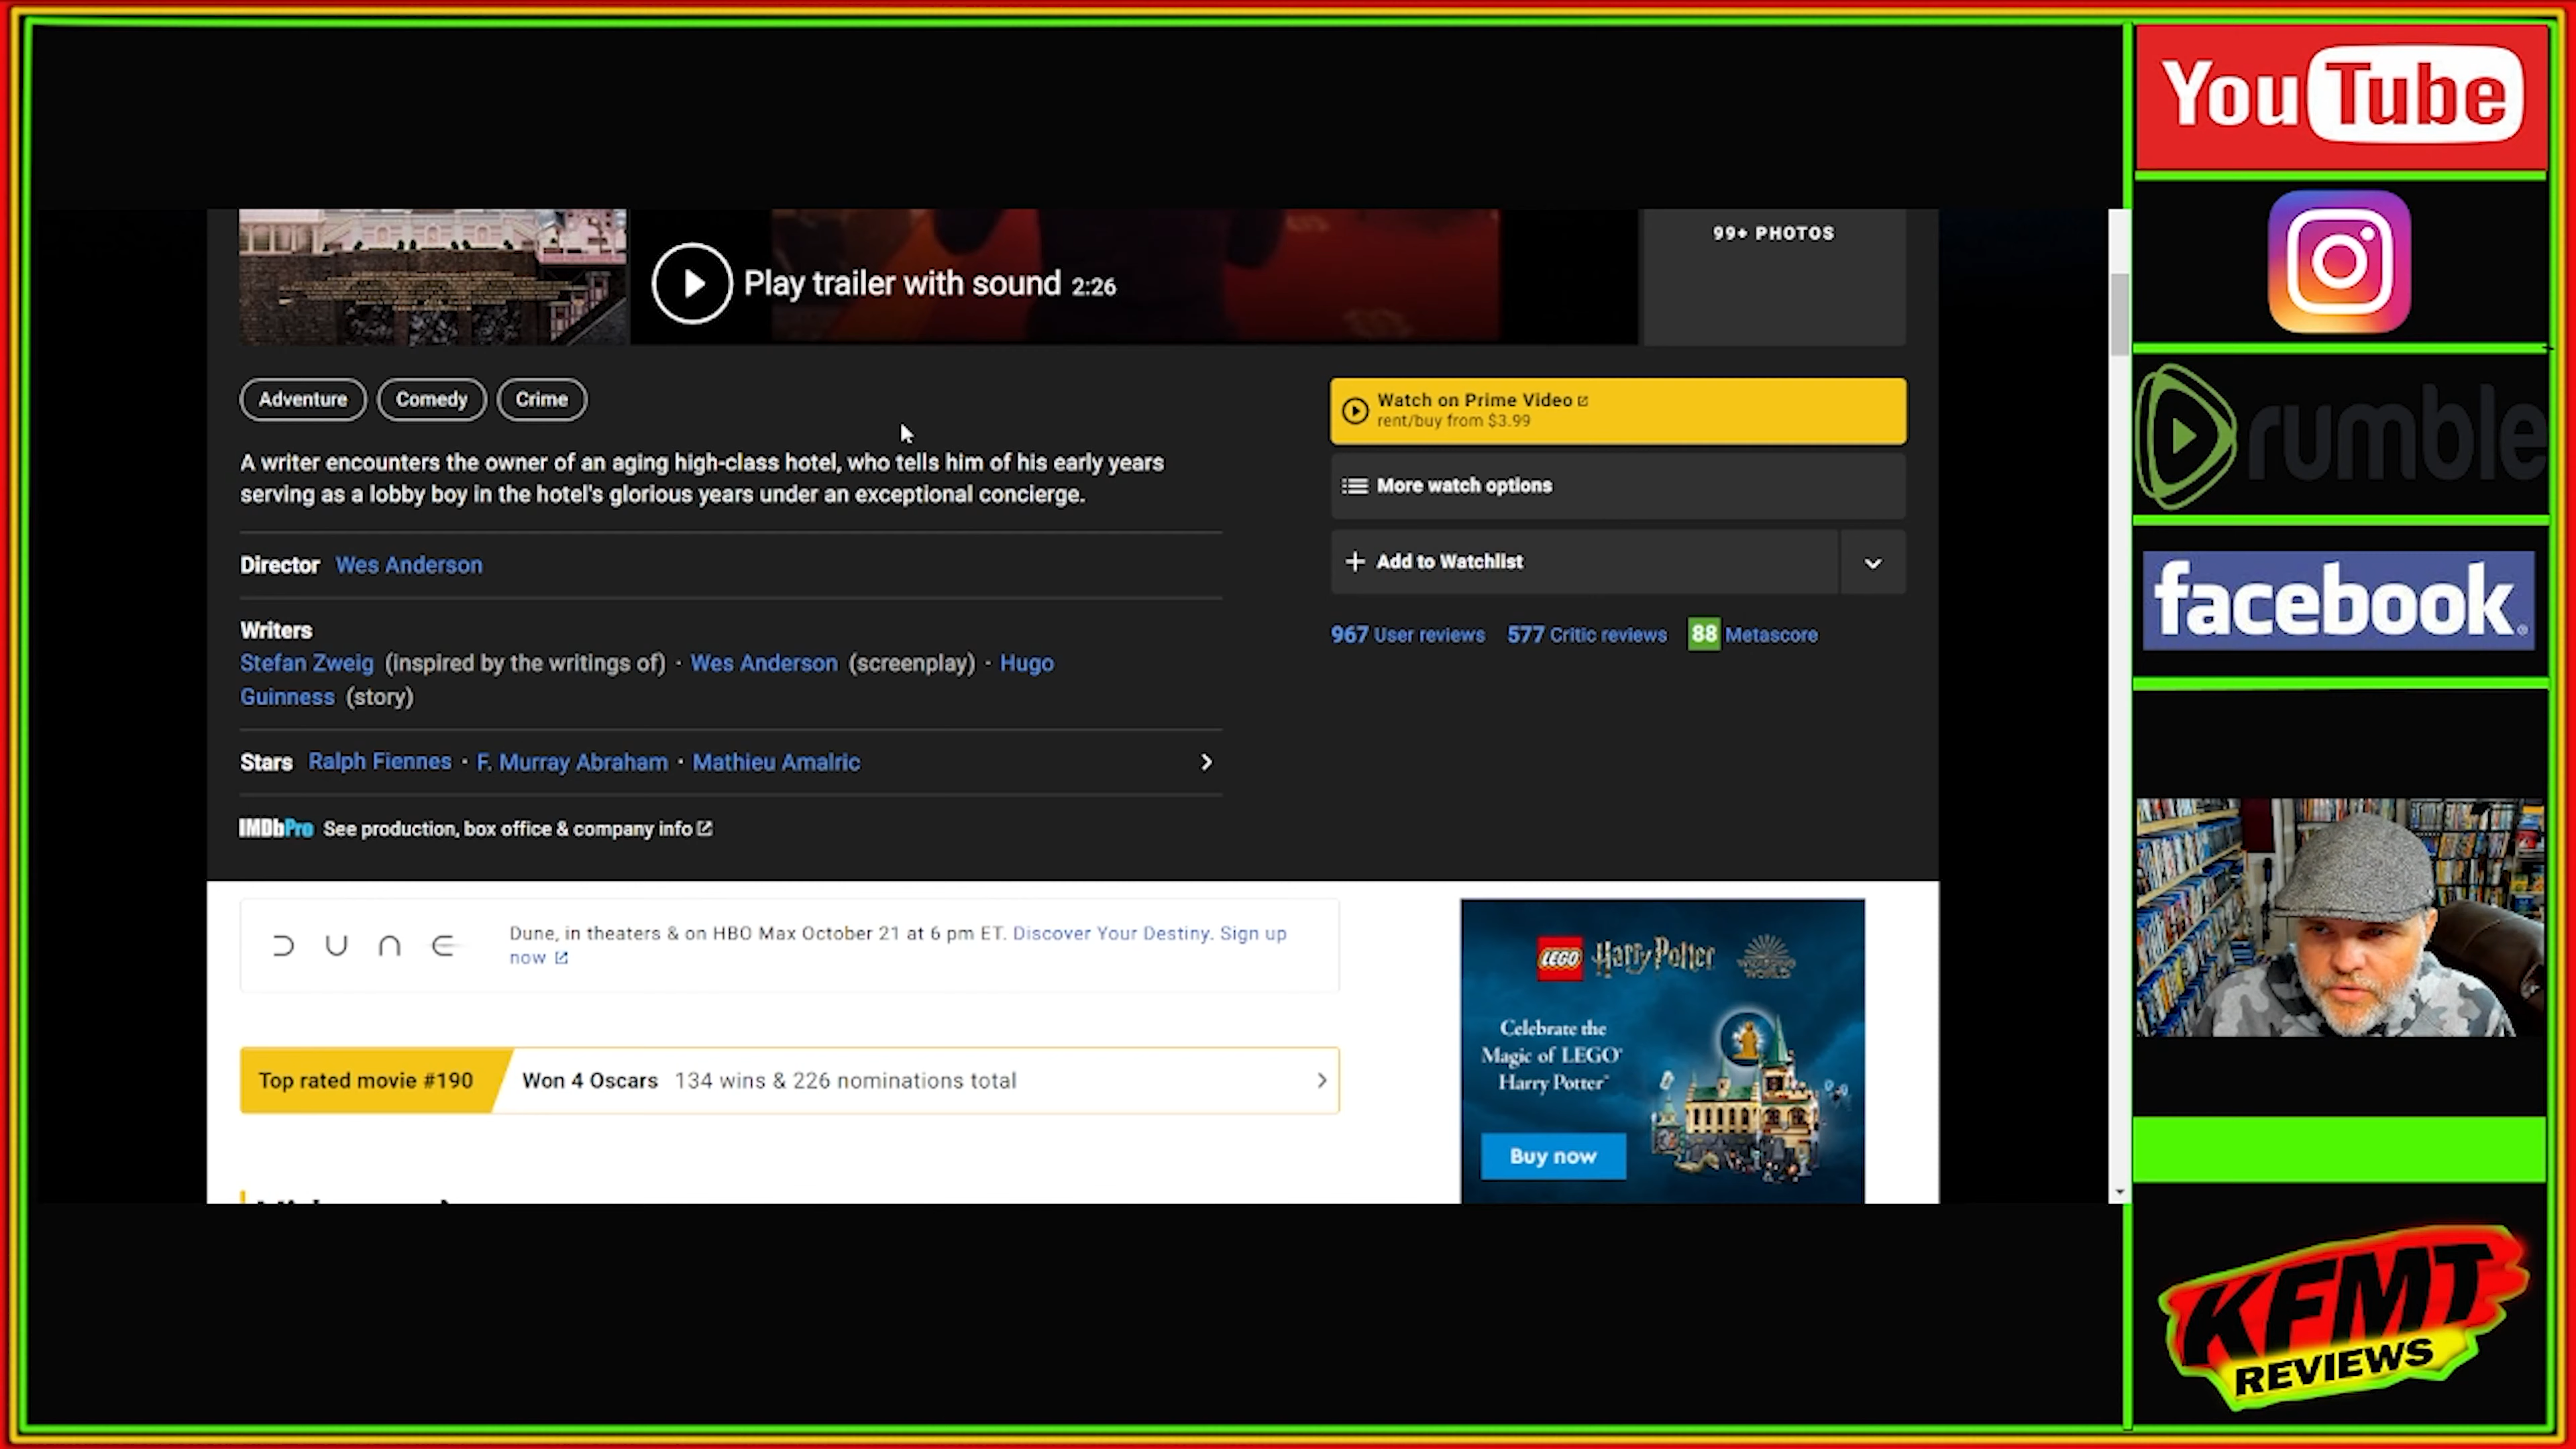 99+ PHOTOS
Play trailer with sound 2:26
Adventure
Comedy
Crime
A writer encounters the owner of an aging high-class hotel, who tells him of his early years
serving as a lobby boy in the hotel's glorious years under an exceptional concierge.
Director Wes Anderson
Writers
Stefan Zweig (inspired by the writings of) · Wes Anderson (screenplay) · Hugo
Guinness (story)
Stars Ralph Fiennes · F. Murray Abraham · Mathieu Amalric
IMDbPro See production, box office & company info
Watch on Prime Video
rent/buy from $3.99
More watch options
+ Add to Watchlist
967 User reviews 577 Critic reviews 88 Metascore
DUNE
Dune, in theaters & on HBO Max October 21 at 6 pm ET. Discover Your Destiny. Sign up
now
Top rated movie #190 Won 4 Oscars 134 wins & 226 nominations total
LEGO Harry Potter
WIZARDING
WORLD
Celebrate the
Magic of LEGO®
Harry Potter™
Buy now
YouTube
rumble
facebook®
KFMT
REVIEWS